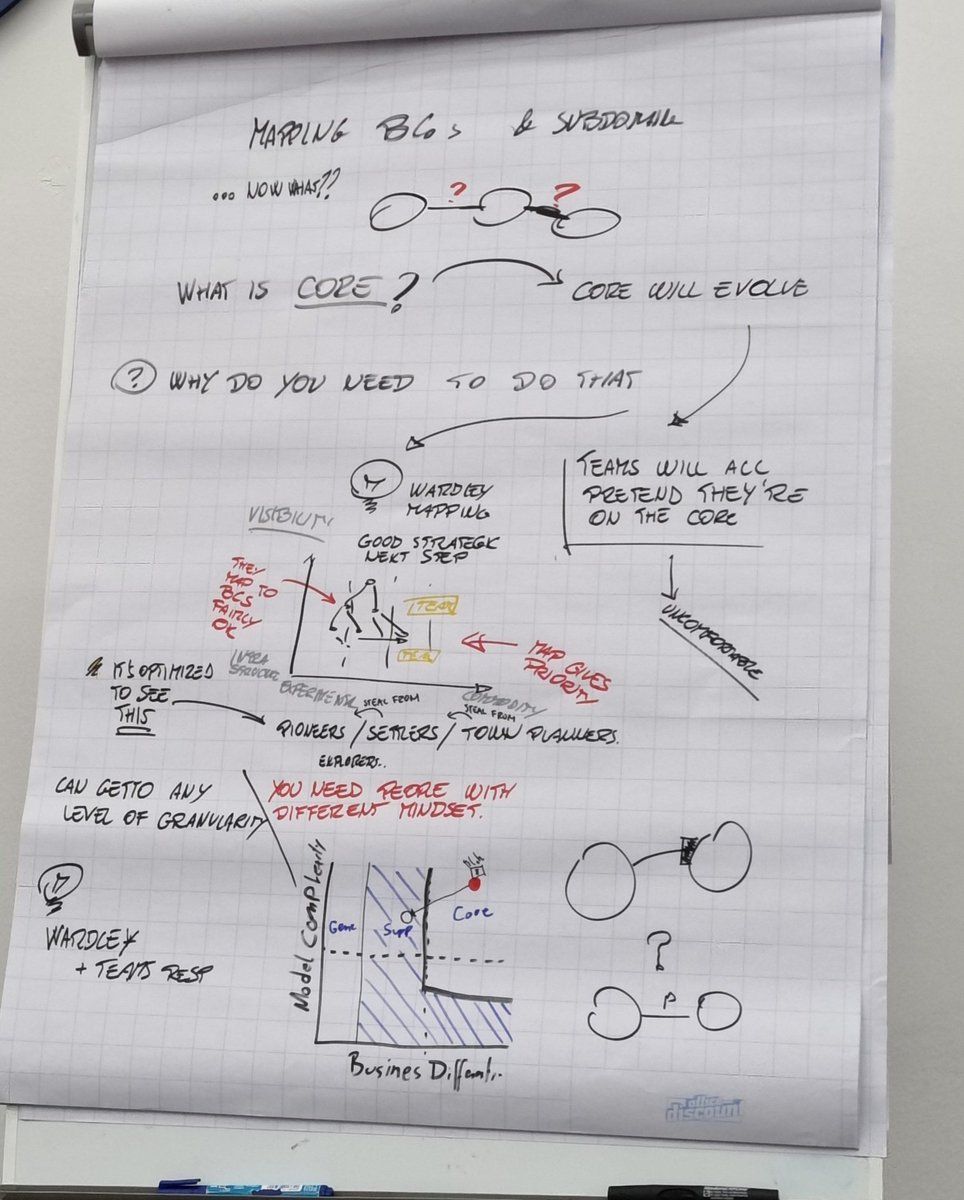 MAPPING BCs & SUBDOMAIN
... NOW WHAT??
? ?
WHAT IS CORE?
CORE WILL EVOLVE
? WHY DO YOU NEED TO DO THAT
WARDLEY
MAPPING
GOOD STRATEGIC
NEXT STEP
TEAMS WILL ALL
PRETEND THEY'RE
ON THE CORE
UNCOMFORTABLE
VISIBILITY
THEY
MAP TO
BCS
FAIRLY
OK
TEAM
TEAM
MAP GIVES
PRIORITY
INFRA
STRUCTURE
EXPERIMENTAL
STEAL FROM
COMMODITY
STEAL FROM
IT'S OPTIMIZED
TO SEE
THIS
PIONEERS / SETTLERS / TOWN PLANNERS.
EXPLORERS..
CAN GET TO ANY
LEVEL OF GRANULARITY
YOU NEED PEOPLE WITH
DIFFERENT MINDSET.
WARDLEY
+ TEAMS RESP
Model Complexity
Gene
Supp
Core
Busines Differenti.
?
P
office
discount